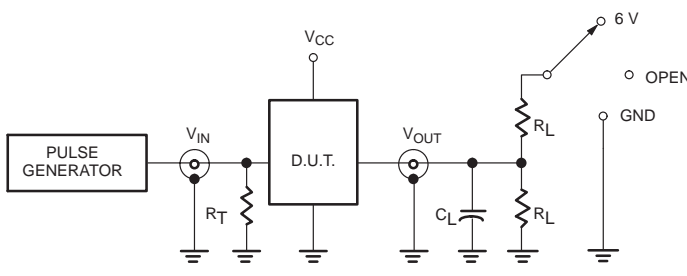 6 V
V_CC
OPEN
R_L
GND
PULSE
GENERATOR
V_IN
D.U.T.
V_OUT
R_T
C_L
R_L